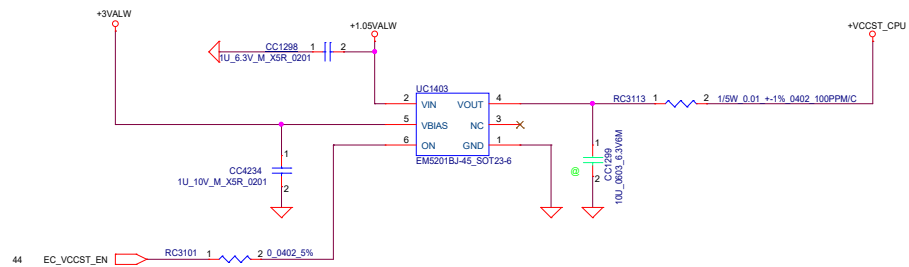 +3VALW
+1.05VALW
+VCCST_CPU
CC1298 1 2
1U_6.3V_M_X5R_0201
UC1403
2 VIN VOUT 4
5 VBIAS NC 3
6 ON GND 1
EM5201BJ-45_SOT23-6
RC3113 1 2 1/5W_0.01_+-1%_0402_100PPM/C
1
CC4234
1U_10V_M_X5R_0201
2
1
CC1299
10U_0603_6.3V6M
@
2
44 EC_VCCST_EN RC3101 1 2 0_0402_5%